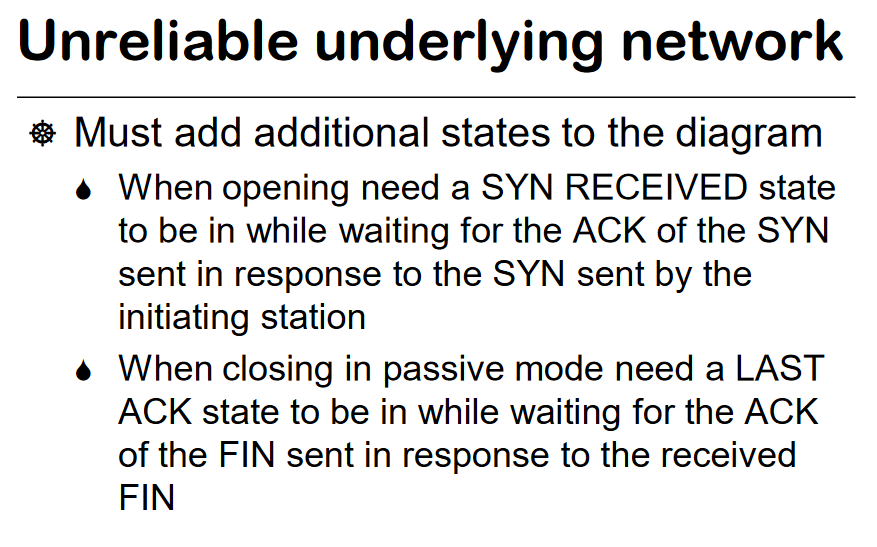 Unreliable underlying network
Must add additional states to the diagram
When opening need a SYN RECEIVED state
to be in while waiting for the ACK of the SYN
sent in response to the SYN sent by the
initiating station
When closing in passive mode need a LAST
ACK state to be in while waiting for the ACK
of the FIN sent in response to the received
FIN